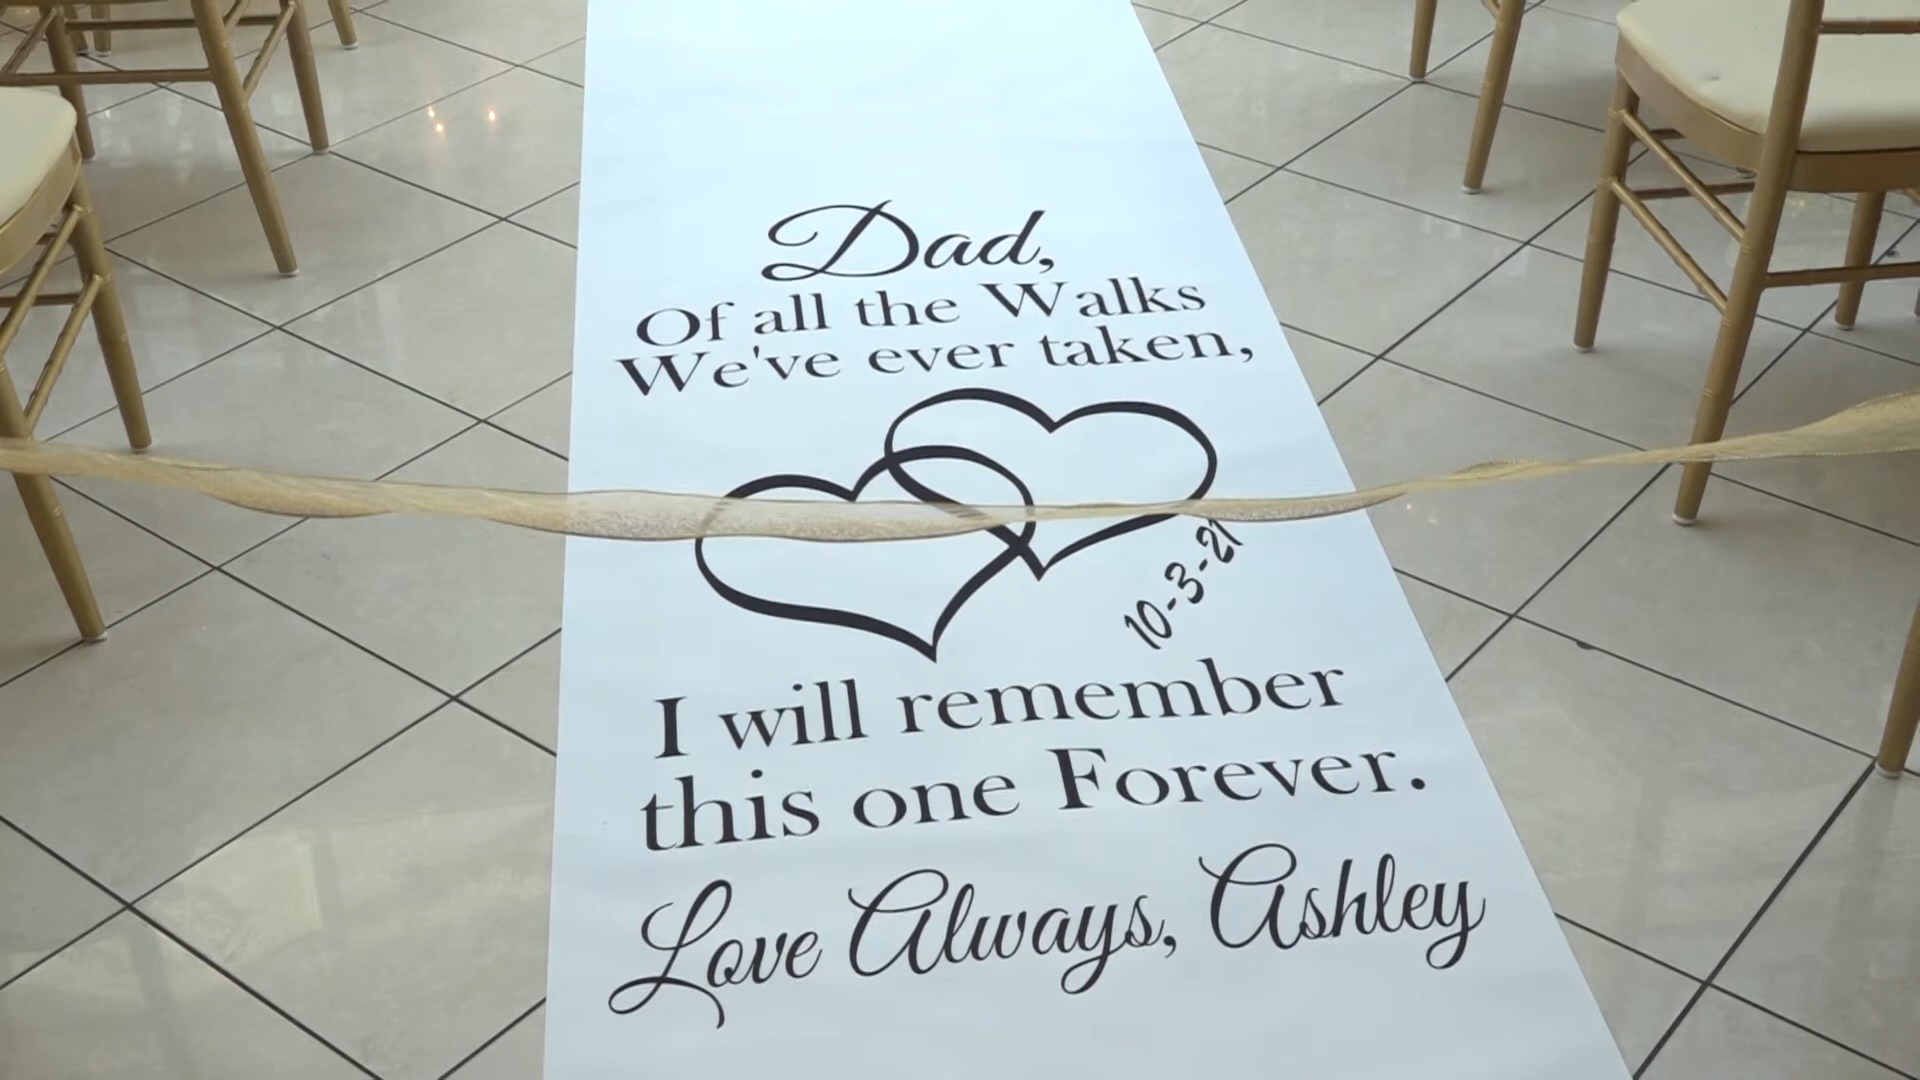 Dad,
Of all the Walks
We've ever taken,
10-3-21
I will remember
this one Forever.
Love Always, Ashley